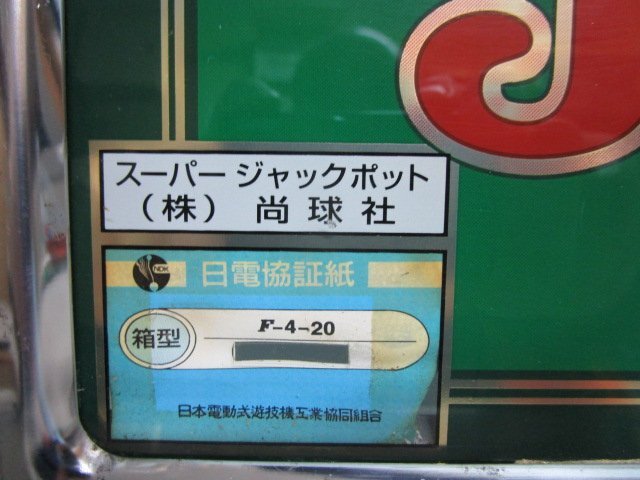 スーパー ジャックポット
（株） 尚球社
NDK
日電協証紙
箱型
F-4-20
日本電動式遊技機工業協同組合